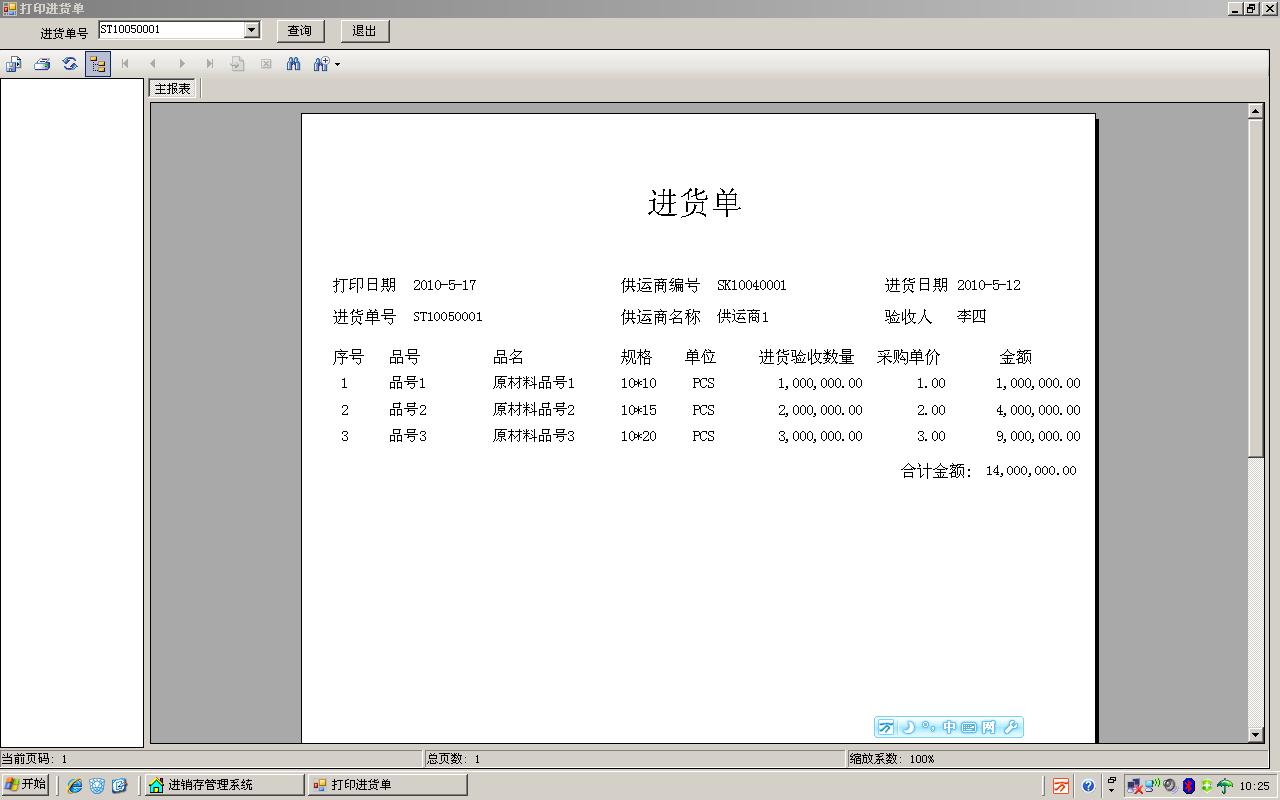 打印进货单
进货单号 ST10050001 查询 退出
主报表
进货单
打印日期 2010-5-17 供运商编号 SK10040001 进货日期 2010-5-12
进货单号 ST10050001 供运商名称 供运商1 验收人 李四
序号 品号 品名 规格 单位 进货验收数量 采购单价 金额
1 品号1 原材料品号1 10*10 PCS 1,000,000.00 1.00 1,000,000.00
2 品号2 原材料品号2 10*15 PCS 2,000,000.00 2.00 4,000,000.00
3 品号3 原材料品号3 10*20 PCS 3,000,000.00 3.00 9,000,000.00
合计金额: 14,000,000.00
中 网
当前页码: 1 总页数: 1 缩放系数: 100%
开始 进销存管理系统 打印进货单 10:25